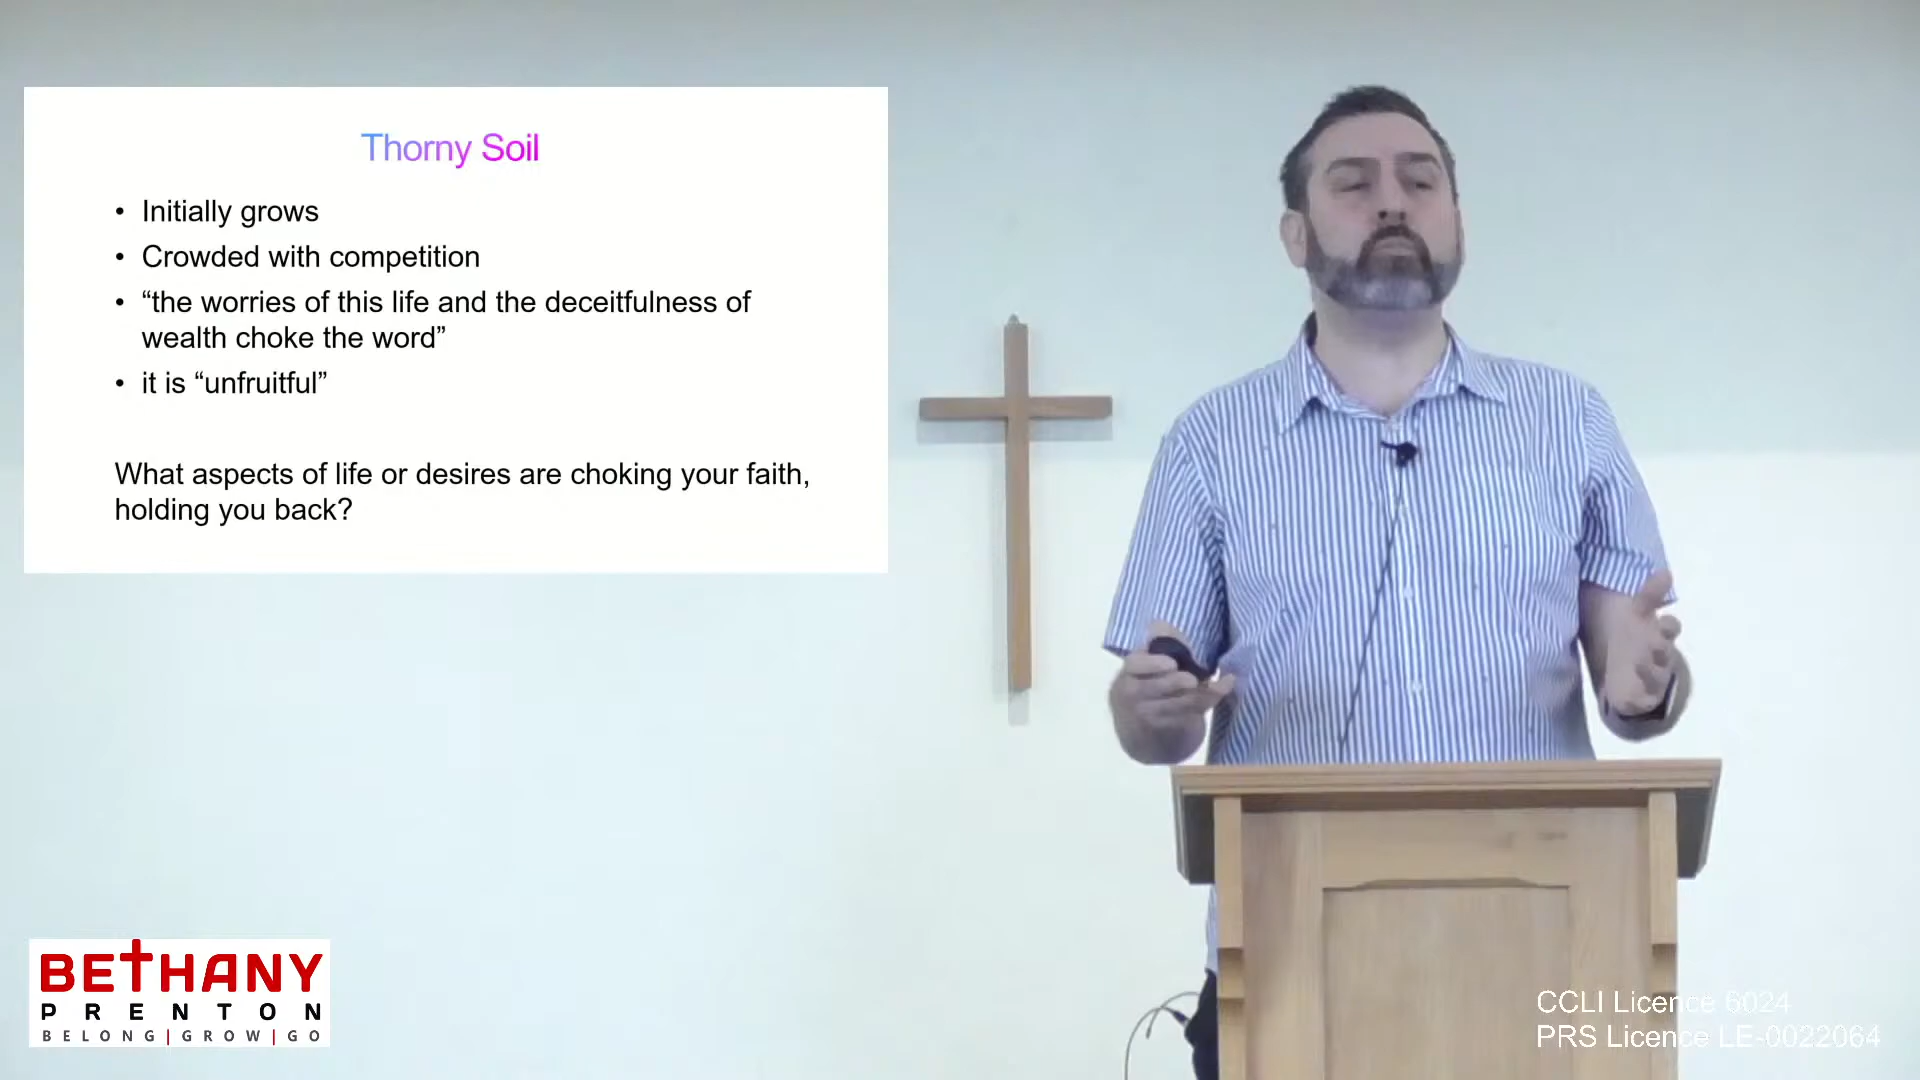 Thorny Soil
• Initially grows
• Crowded with competition
• “the worries of this life and the deceitfulness of
wealth choke the word”
• it is “unfruitful”
What aspects of life or desires are choking your faith,
holding you back?
BETHANY
PRENTON
BELONG|GROW|GO
CCLI Licence 6024
PRS Licence LE-0022064